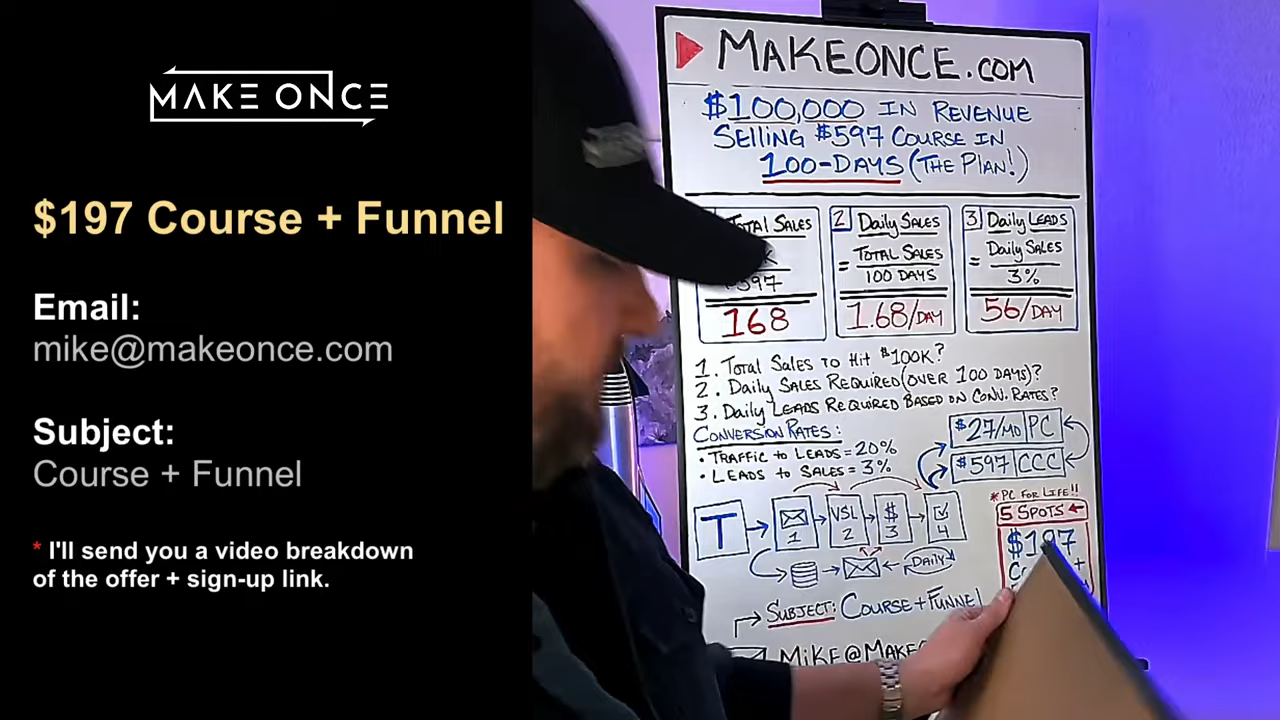 MAKE ONCE
$197 Course + Funnel
Email:
mike@makeonce.com
Subject:
Course + Funnel
* I'll send you a video breakdown
of the offer + sign-up link.
MAKEONCE.COM
$100,000 IN REVENUE
SELLING $597 COURSE IN
100-DAYS (THE PLAN!)
TOTAL SALES
597
168
2 Daily SALES
= TOTAL SALES
100 DAYS
1.68/DAY
3 Daily LEADS
= Daily SALES
3%
56/DAY
1. TOTAL SALES TO HIT $100K?
2. DAILY SALES REQUIRED (OVER 100 DAYS)?
3. DAILY LEADS REQUIRED BASED ON CONV. RATES?
CONVERSION RATES:
• TRAFFIC TO LEADS = 20%
• LEADS TO SALES = 3%
$27/MO PC
$597 CCC
* PC FOR LIFE!!
5 SPOTS
$197
T
1
VSL
2
$
3
4
DAILY
SUBJECT: COURSE + FUNNEL
MIKE@MAKEO